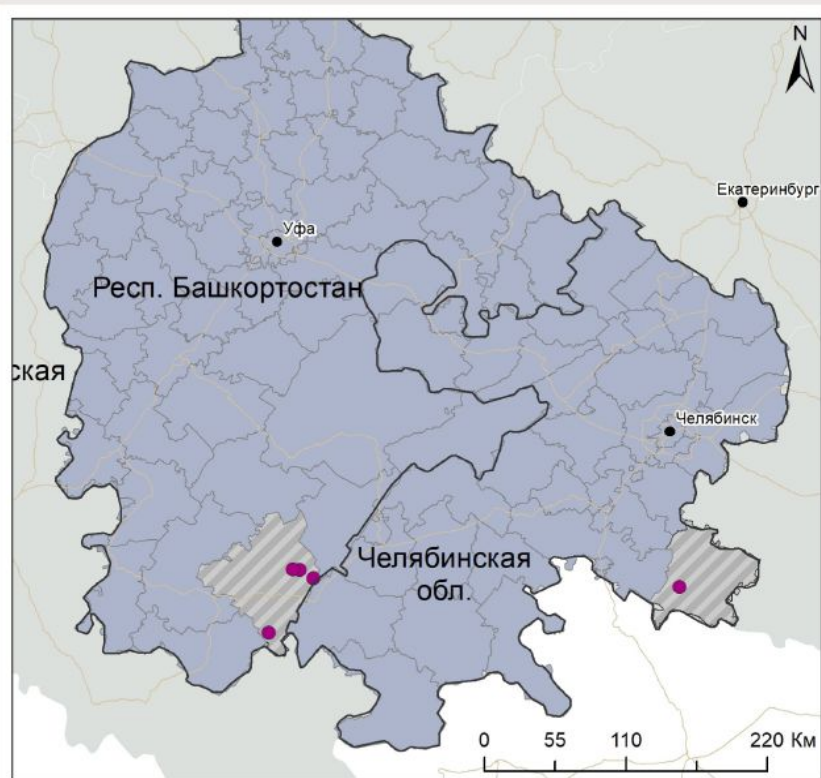 N
Екатеринбург
Уфа
Респ. Башкортостан
ская
Челябинск
Челябинская
обл.
0 55 110 220 Км